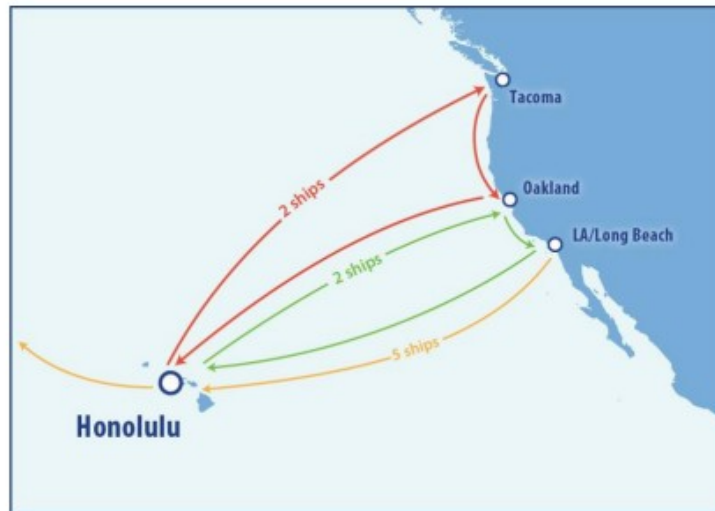 Tacoma
2 ships
Oakland
LA/Long Beach
2 ships
5 ships
Honolulu